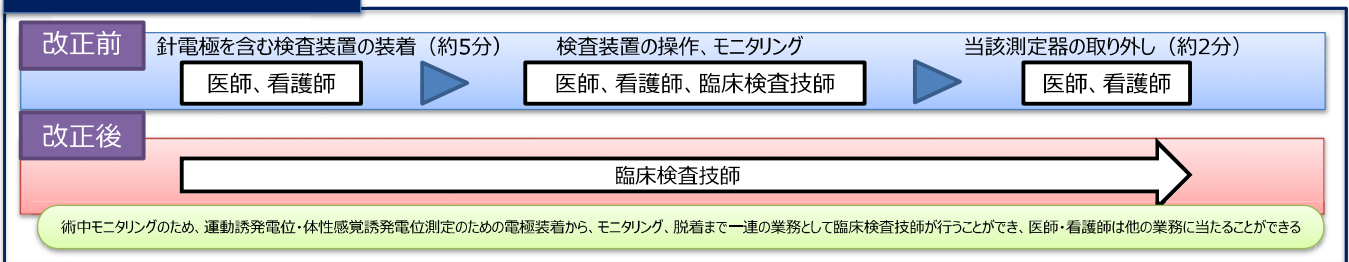 改正前
針電極を含む検査装置の装着（約5分） 検査装置の操作、モニタリング 当該測定器の取り外し（約2分）
医師、看護師 医師、看護師、臨床検査技師 医師、看護師
改正後
臨床検査技師
術中モニタリングのため、運動誘発電位・体性感覚誘発電位測定のための電極装着から、モニタリング、脱着まで一連の業務として臨床検査技師が行うことができ、医師・看護師は他の業務に当たることができる